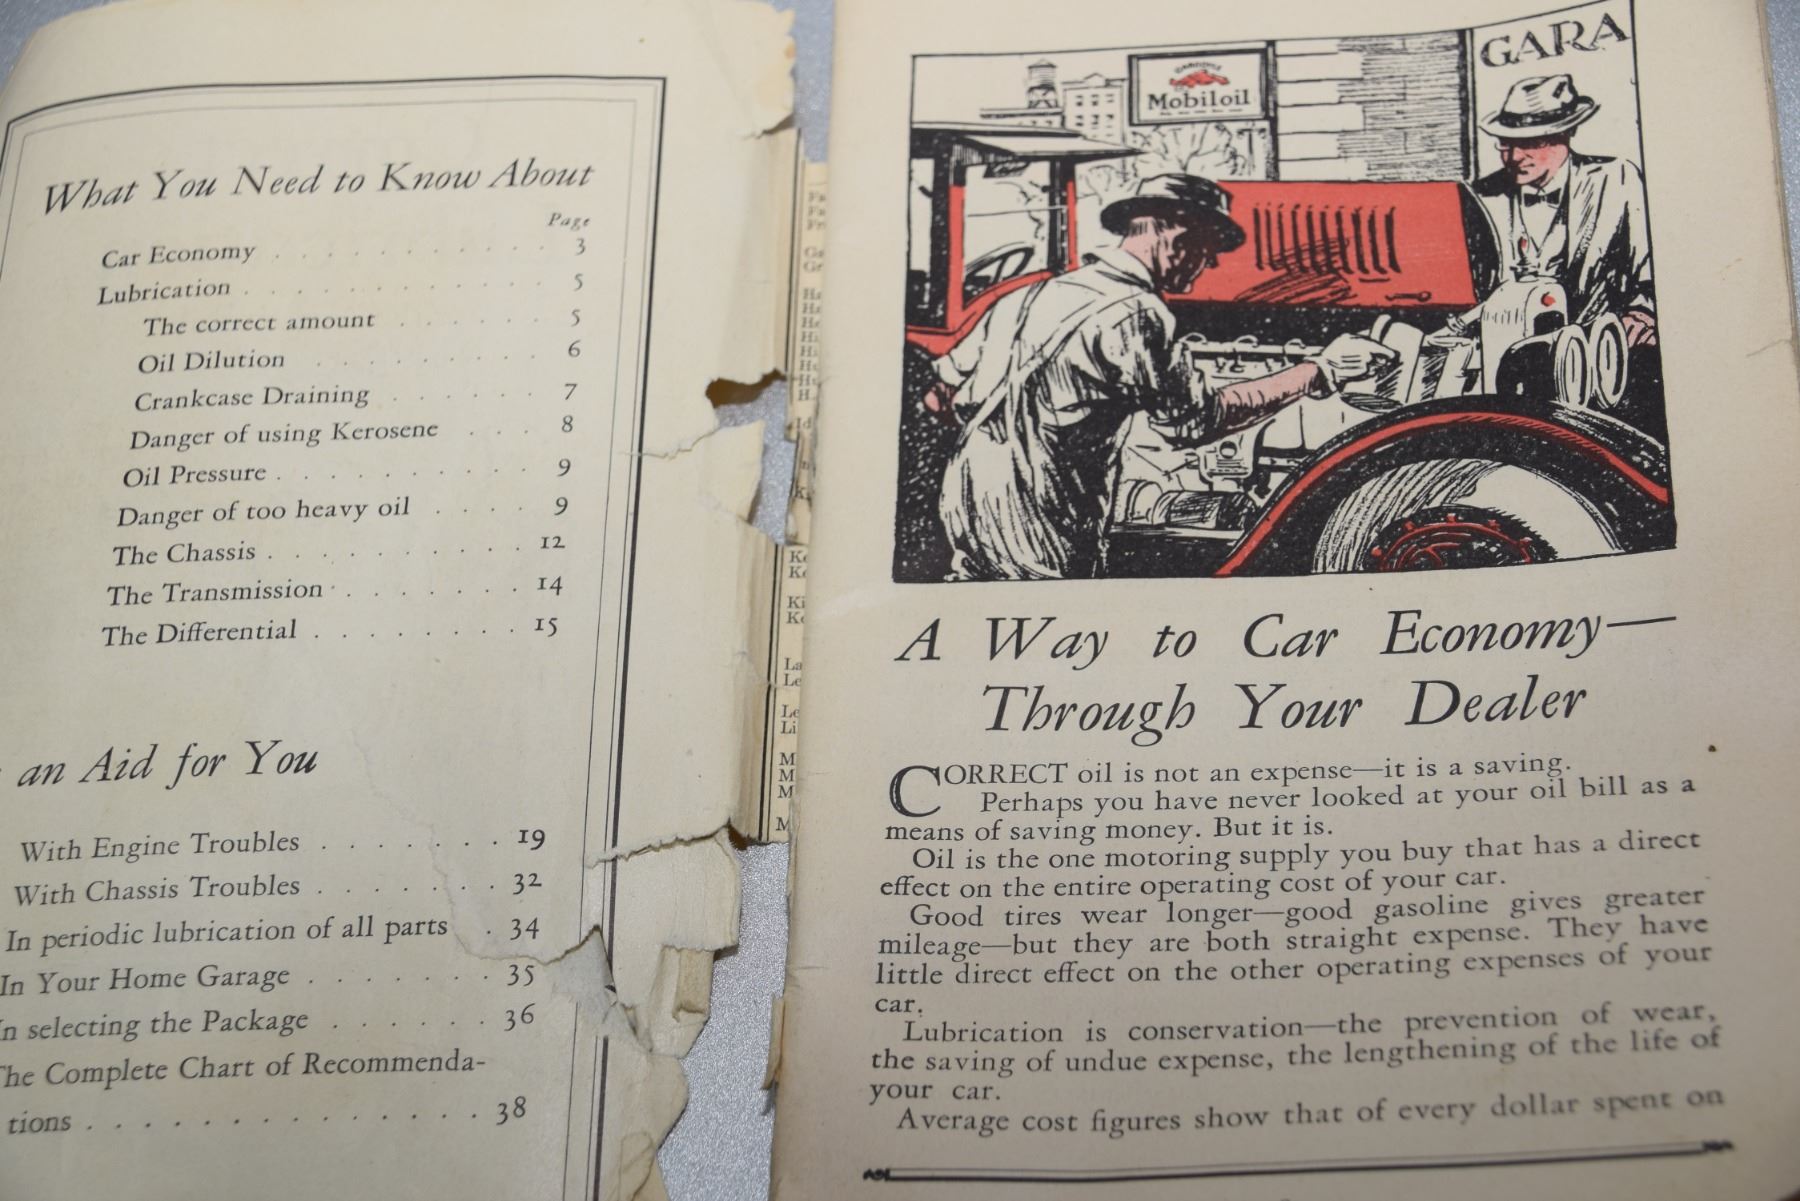 What You Need to Know About
Page
Car Economy . . . . . . . . . . 3
Lubrication . . . . . . . . . . . . 5
The correct amount . . . . . 5
Oil Dilution . . . . . . . 6
Crankcase Draining . . . . . . 7
Danger of using Kerosene . . . 8
Oil Pressure . . . . . . . . . 9
Danger of too heavy oil . . . . 9
The Chassis . . . . . . . . . . 12
The Transmission . . . . . . . 14
The Differential . . . . . . . . 15
an Aid for You
With Engine Troubles . . . . . . . 19
With Chassis Troubles . . . . . . . 32
In periodic lubrication of all parts . 34
In Your Home Garage . . . . . . . 35
In selecting the Package . . . . . . 36
The Complete Chart of Recommenda-
tions . . . . . . . . . . . . . . 38
Ke
Ki
La
Le
Le
Li
M
M
M
M
GARA
GARGOYLE
Mobiloil
A Way to Car Economy—
Through Your Dealer
CORRECT oil is not an expense—it is a saving.
Perhaps you have never looked at your oil bill as a
means of saving money. But it is.
Oil is the one motoring supply you buy that has a direct
effect on the entire operating cost of your car.
Good tires wear longer—good gasoline gives greater
mileage—but they are both straight expense. They have
little direct effect on the other operating expenses of your
car.
Lubrication is conservation—the prevention of wear,
the saving of undue expense, the lengthening of the life of
your car.
Average cost figures show that of every dollar spent on